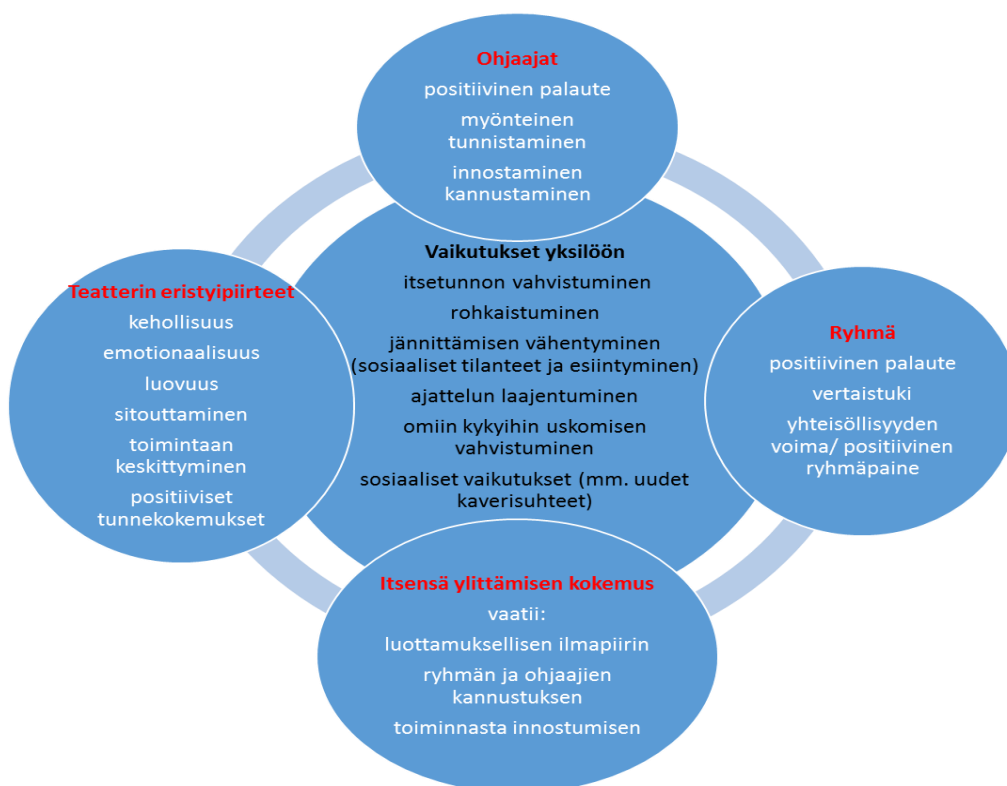 Ohjaajat
positiivinen palaute
myönteinen
tunnistaminen
innostaminen
kannustaminen
Vaikutukset yksilöön
itsetunnon vahvistuminen
rohkaistuminen
jännittämisen vähentyminen
(sosiaaliset tilanteet ja esiintyminen)
ajattelun laajentuminen
omiin kykyihin uskomisen
vahvistuminen
sosiaaliset vaikutukset (mm. uudet
kaverisuhteet)
Teatterin eristyipiirteet
kehollisuus
emotionaalisuus
luovuus
sitouttaminen
toimintaan
keskittyminen
positiiviset
tunnekokemukset
Ryhmä
positiivinen palaute
vertaistuki
yhteisöllisyyden
voima/ positiivinen
ryhmäpaine
Itsensä ylittämisen kokemus
vaatii:
luottamuksellisen ilmapiirin
ryhmän ja ohjaajien
kannustuksen
toiminnasta innostumisen